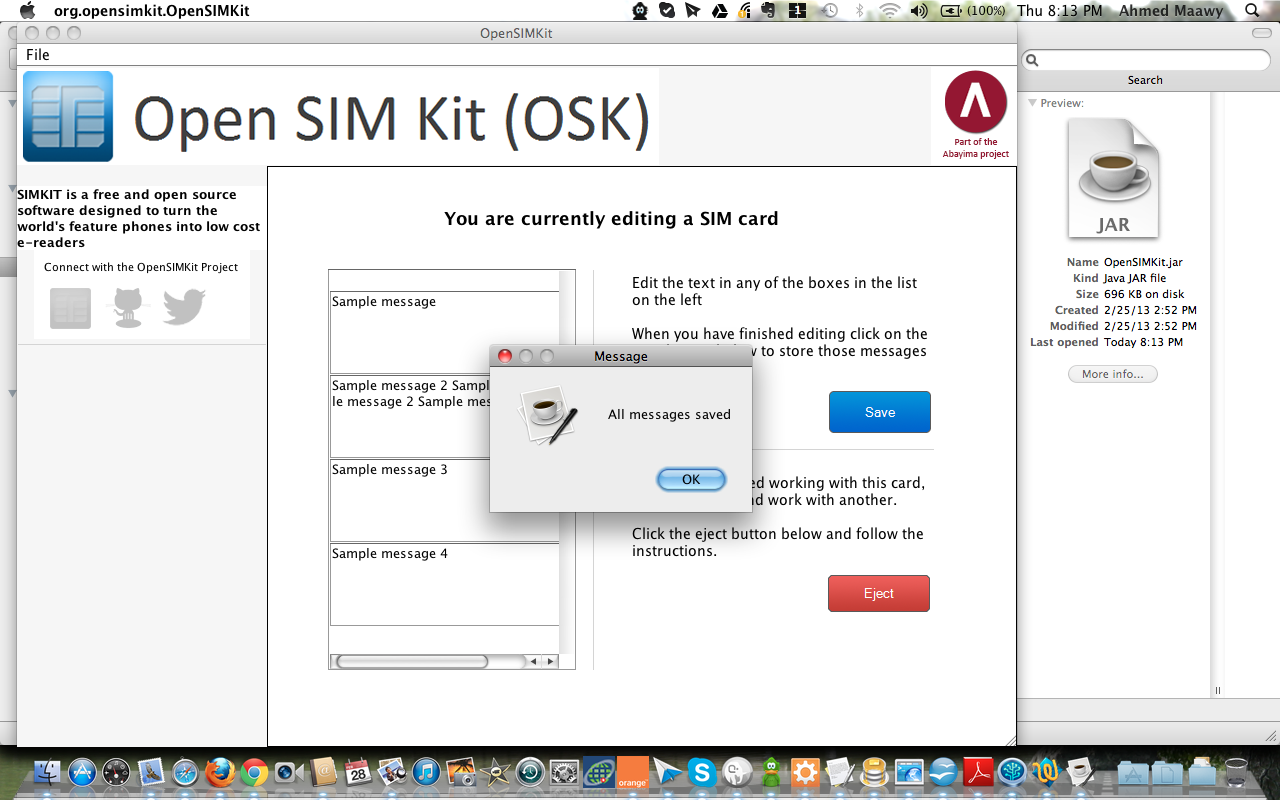 org.opensimkit.OpenSIMKit
(100%) Thu 8:13 PM Ahmed Maawy
OpenSIMKit
File
Open SIM Kit (OSK)
Part of the
Abayima project
SIMKIT is a free and open source
software designed to turn the
world's feature phones into low cost
e-readers
Connect with the OpenSIMKit Project
You are currently editing a SIM card
Sample message
Sample message 2 Sampl
le message 2 Sample mes
Sample message 3
Sample message 4
Edit the text in any of the boxes in the list
on the left
When you have finished editing click on the
to store those messages
Save
Message
All messages saved
OK
ed working with this card,
nd work with another.
Click the eject button below and follow the
instructions.
Eject
Search
Preview:
JAR
Name OpenSIMKit.jar
Kind Java JAR file
Size 696 KB on disk
Created 2/25/13 2:52 PM
Modified 2/25/13 2:52 PM
Last opened Today 8:13 PM
More info...
28
orange